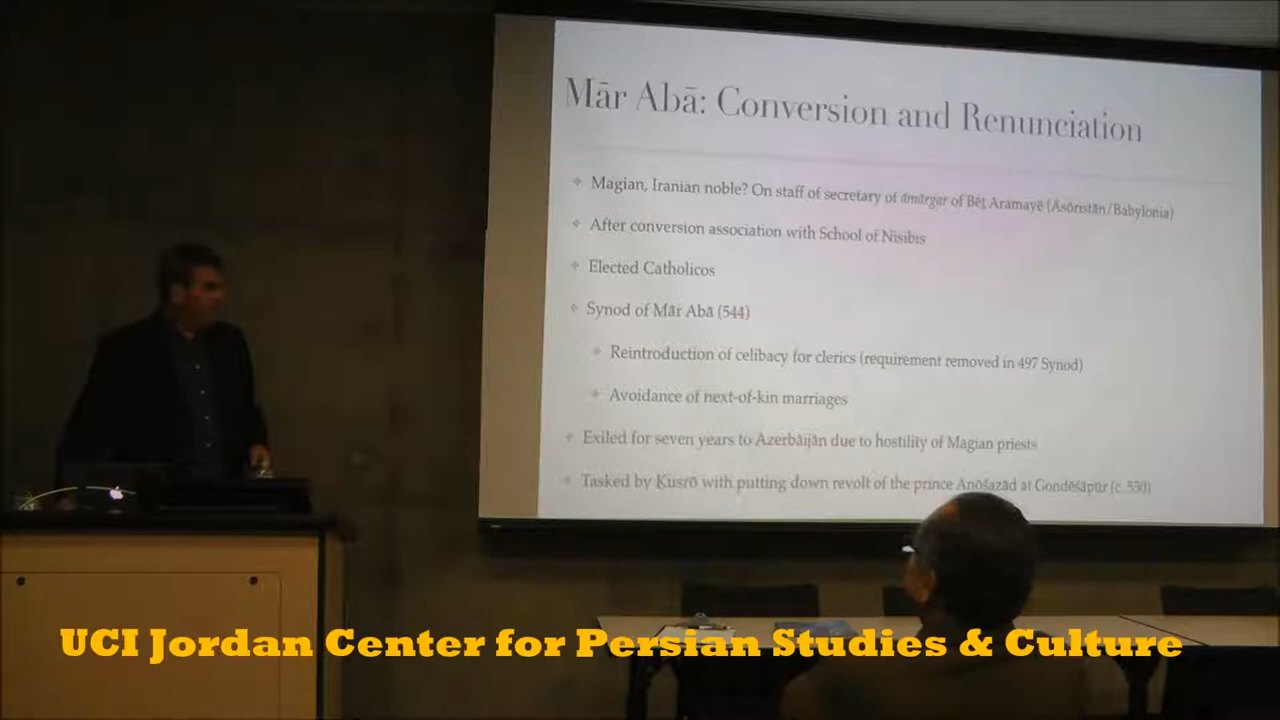 Mār Abā: Conversion and Renunciation
Magian, Iranian noble? On staff of secretary of āmārgar of Bēṯ Aramayē (Āsōristān/Babylonia)
After conversion association with School of Nisibis
Elected Catholicos
Synod of Mār Abā (544)
Reintroduction of celibacy for clerics (requirement removed in 497 Synod)
Avoidance of next-of-kin marriages
Exiled for seven years to Azerbāijān due to hostility of Magian priests
Tasked by Ḵusrō with putting down revolt of the prince Anōšazād at Gondēšāpūr (c. 550)
UCI Jordan Center for Persian Studies & Culture